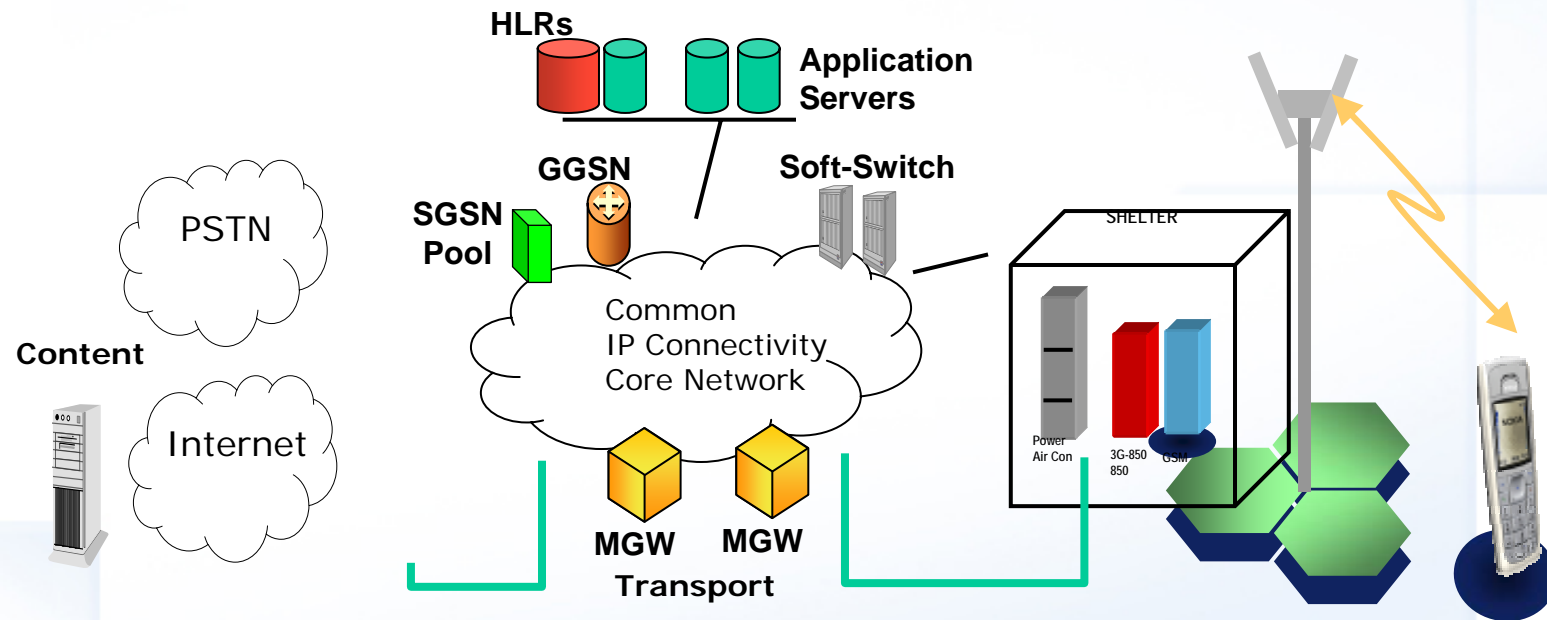 HLRs
Application
Servers
GGSN
Soft-Switch
SGSN
Pool
SHELTER
PSTN
Common
IP Connectivity
Core Network
Content
Internet
Power
Air Con
3G-850
850
GSM
NOKIA
MGW
MGW
Transport